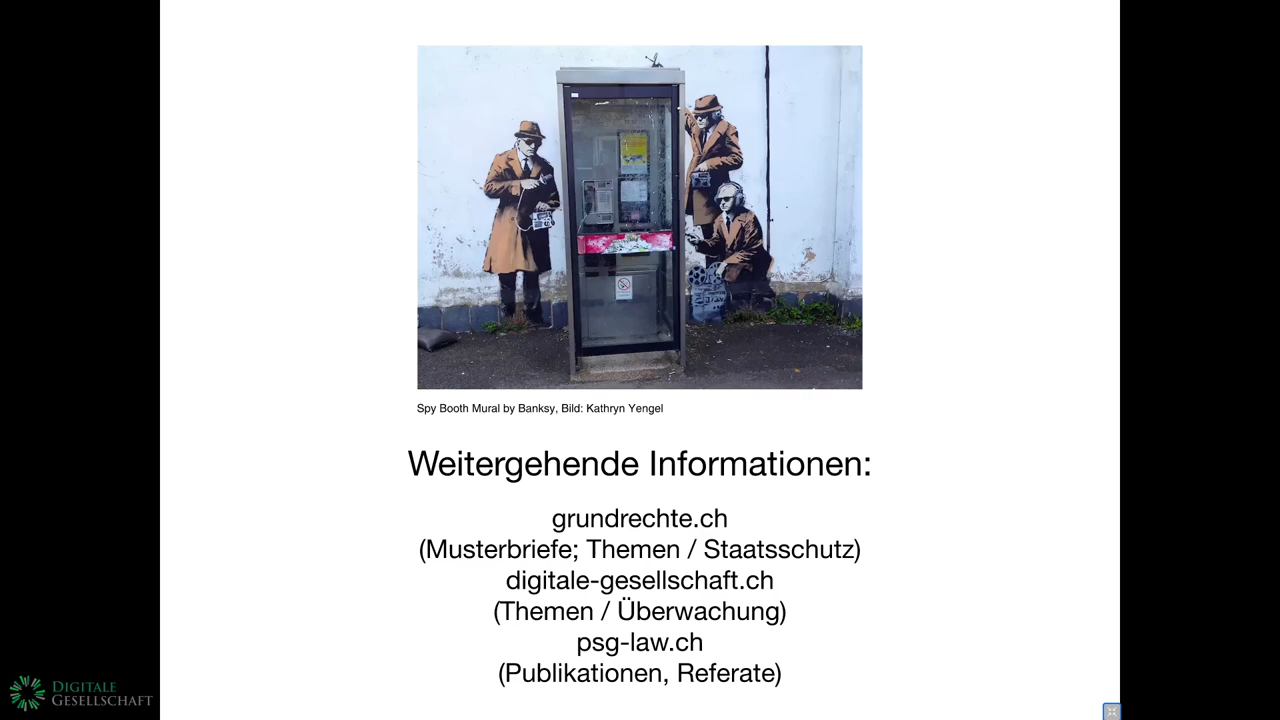 Spy Booth Mural by Banksy, Bild: Kathryn Yengel
Weitergehende Informationen:
grundrechte.ch
(Musterbriefe; Themen / Staatsschutz)
digitale-gesellschaft.ch
(Themen / Überwachung)
psg-law.ch
(Publikationen, Referate)
DIGITALE
GESELLSCHAFT